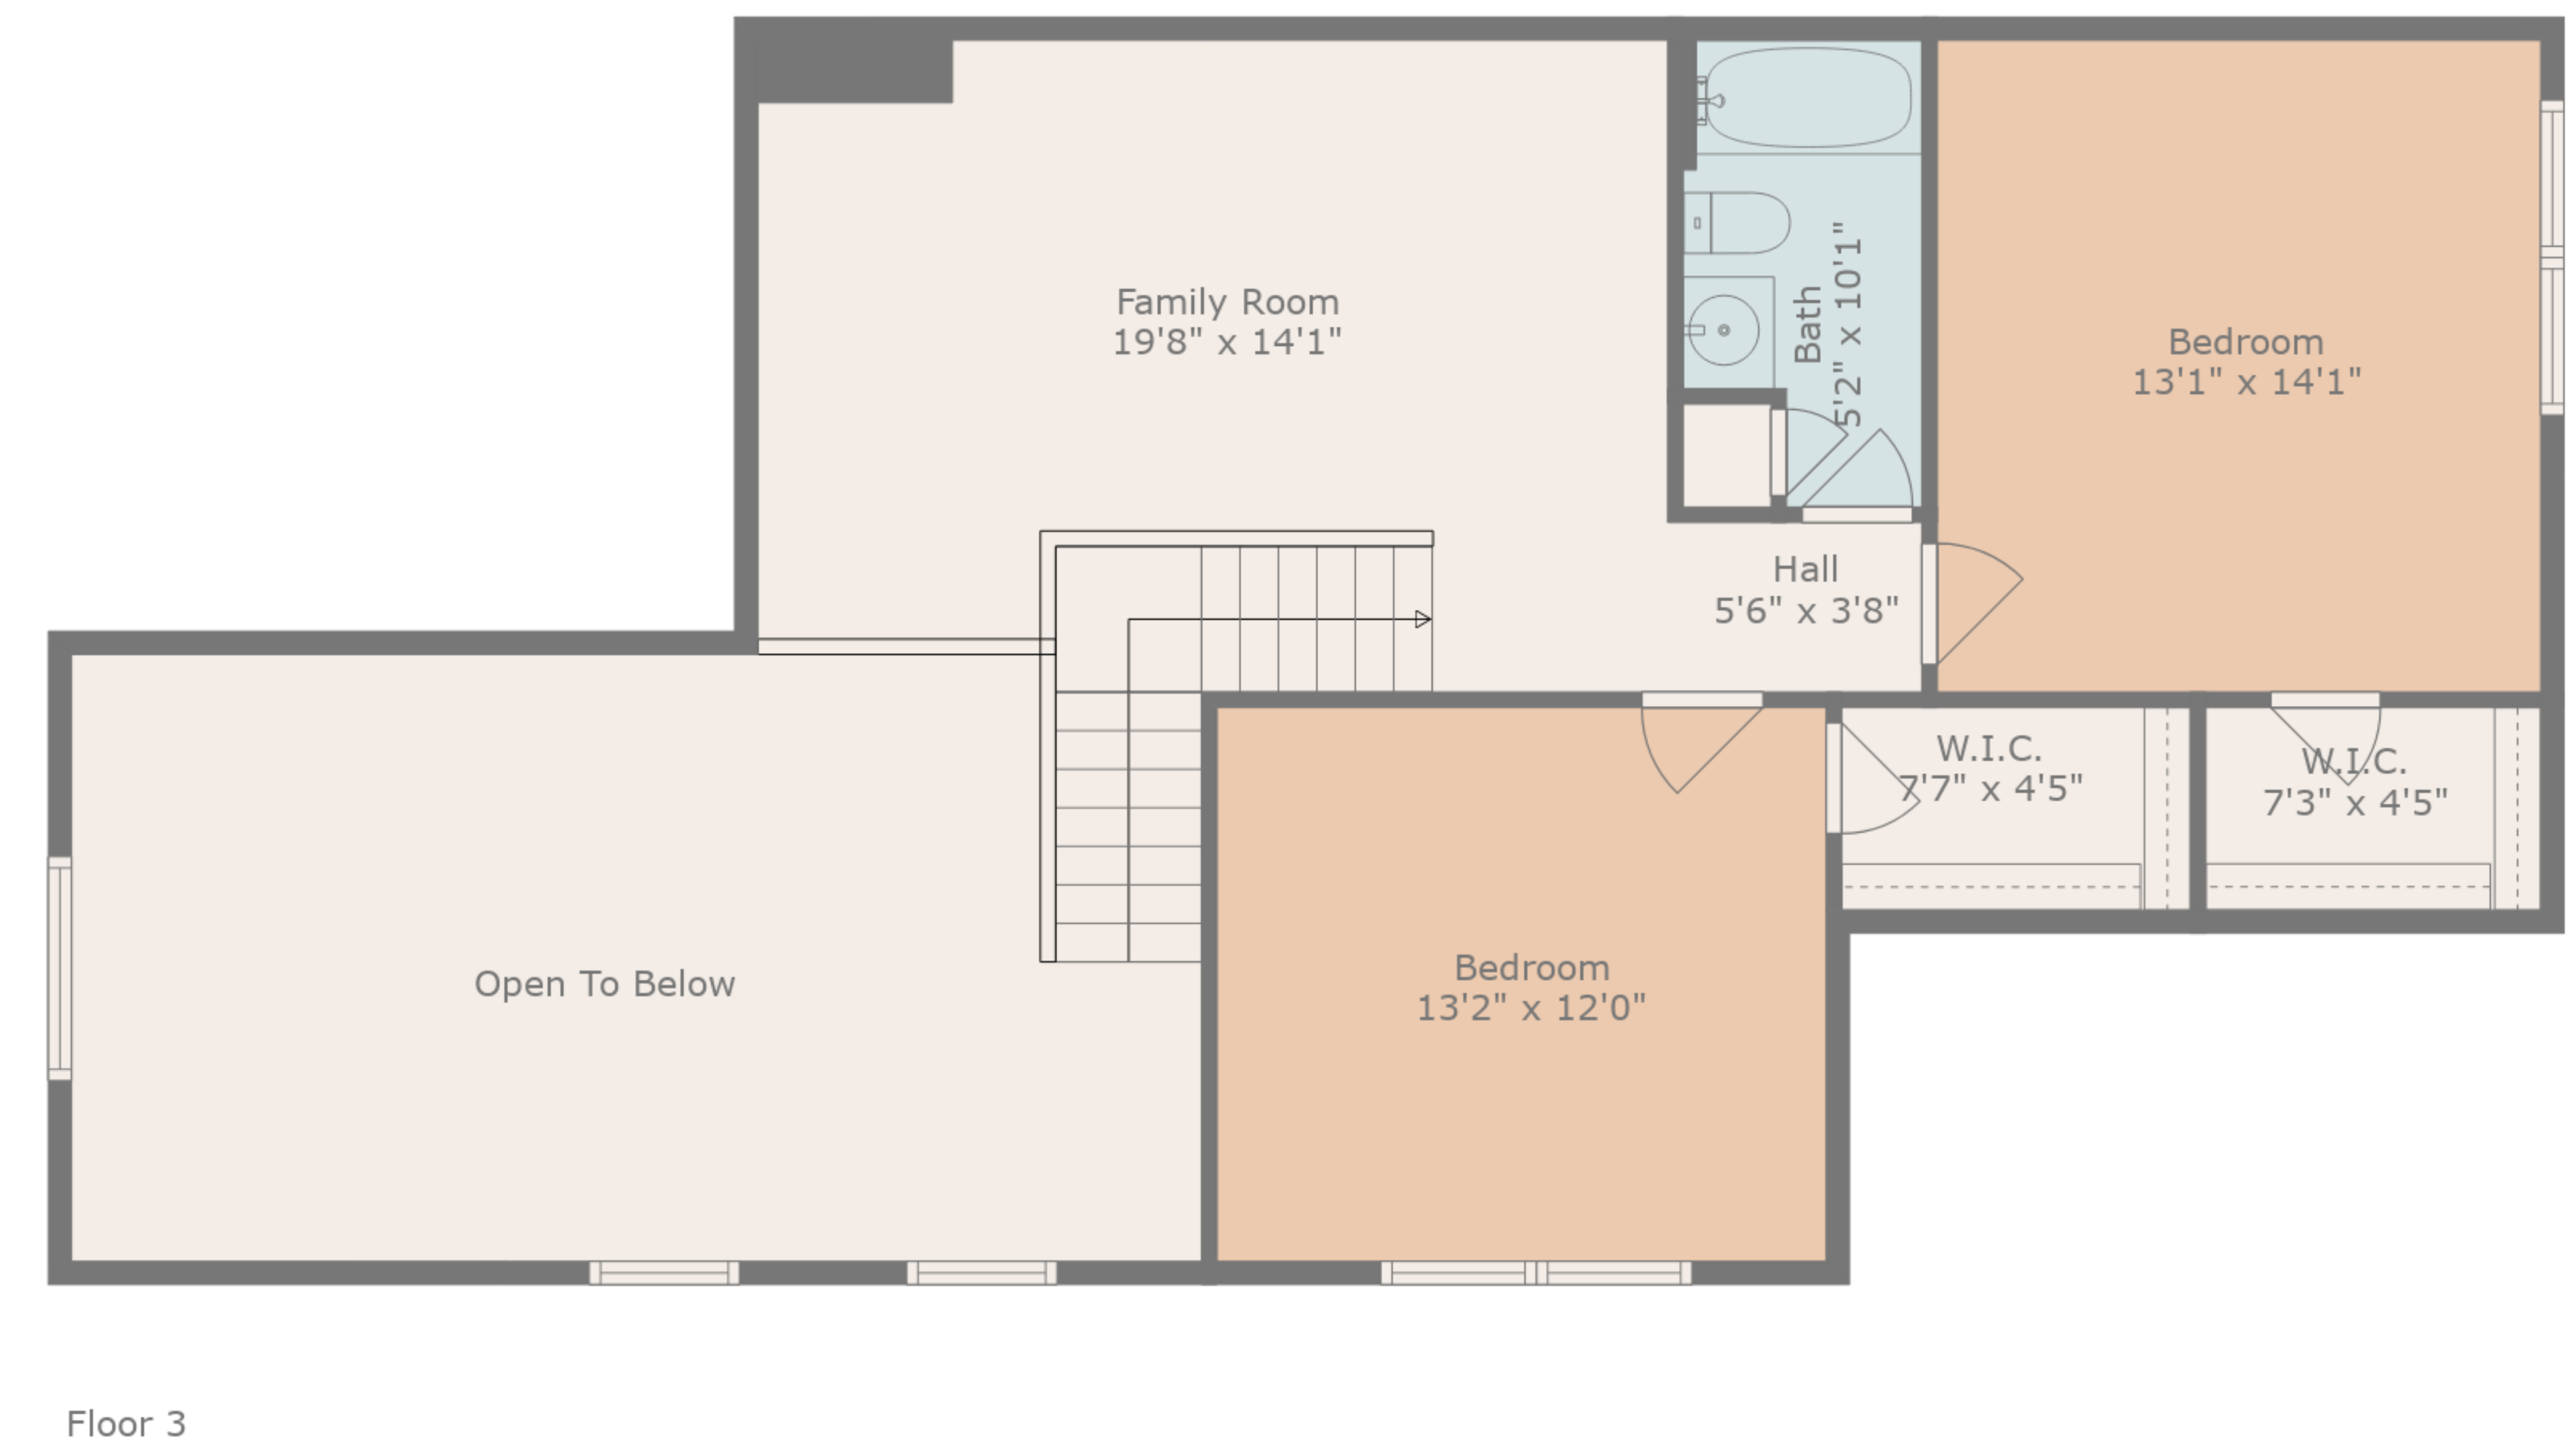 Family Room
19'8" x 14'1"
Bath
5'2" x 10'1"
Bedroom
13'1" x 14'1"
Hall
5'6" x 3'8"
W.I.C.
7'7" x 4'5"
W.I.C.
7'3" x 4'5"
Open To Below
Bedroom
13'2" x 12'0"
Floor 3